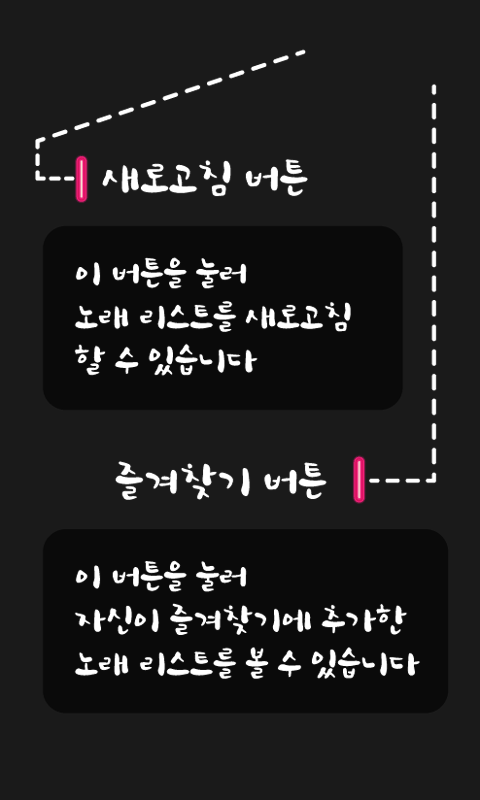 새로고침 버튼
이 버튼을 눌러
노래 리스트를 새로고침
할 수 있습니다
즐겨찾기 버튼
이 버튼을 눌러
자신이 즐겨찾기에 추가한
노래 리스트를 볼 수 있습니다